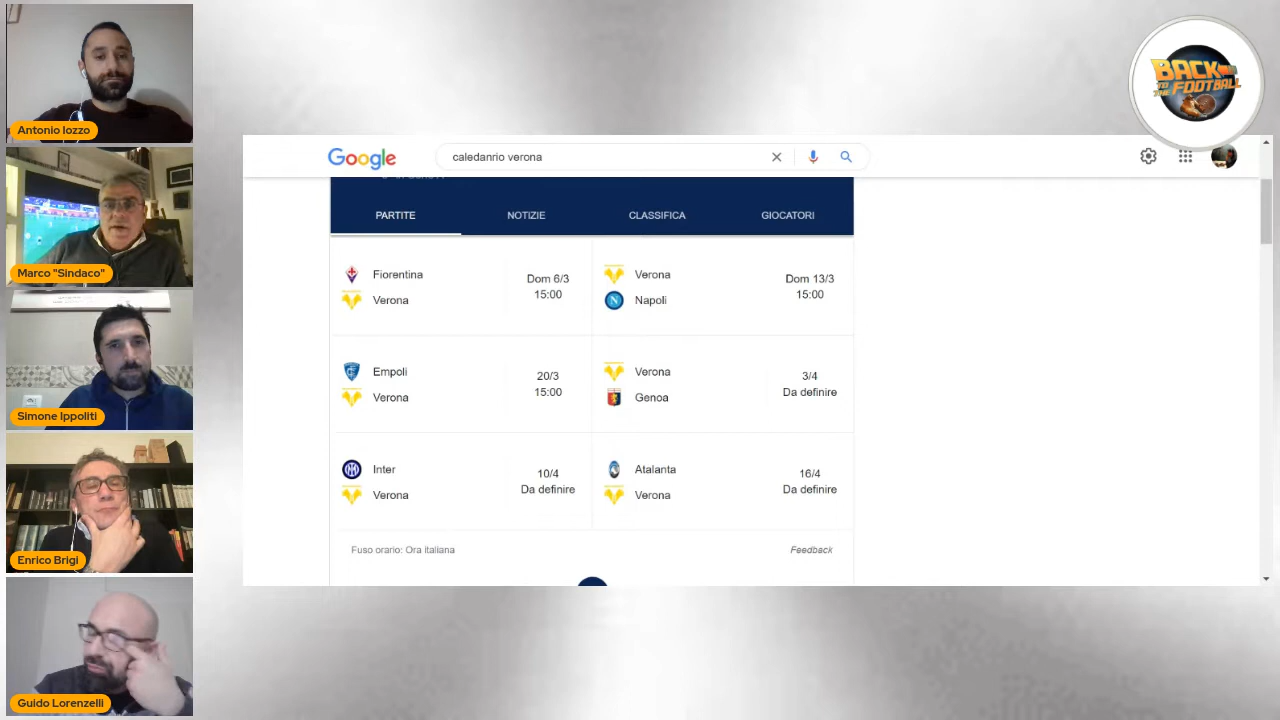 Antonio Iozzo
Marco "Sindaco"
Simone Ippoliti
Enrico Brigi
Guido Lorenzelli
BACK
TO THE FOOTBALL
Google
caledanrio verona
PARTITE
NOTIZIE
CLASSIFICA
GIOCATORI
Fiorentina
Verona
Dom 6/3
15:00
Verona
Napoli
Dom 13/3
15:00
Empoli
Verona
20/3
15:00
Verona
Genoa
3/4
Da definire
Inter
Verona
10/4
Da definire
Atalanta
Verona
16/4
Da definire
Fuso orario: Ora italiana
Feedback